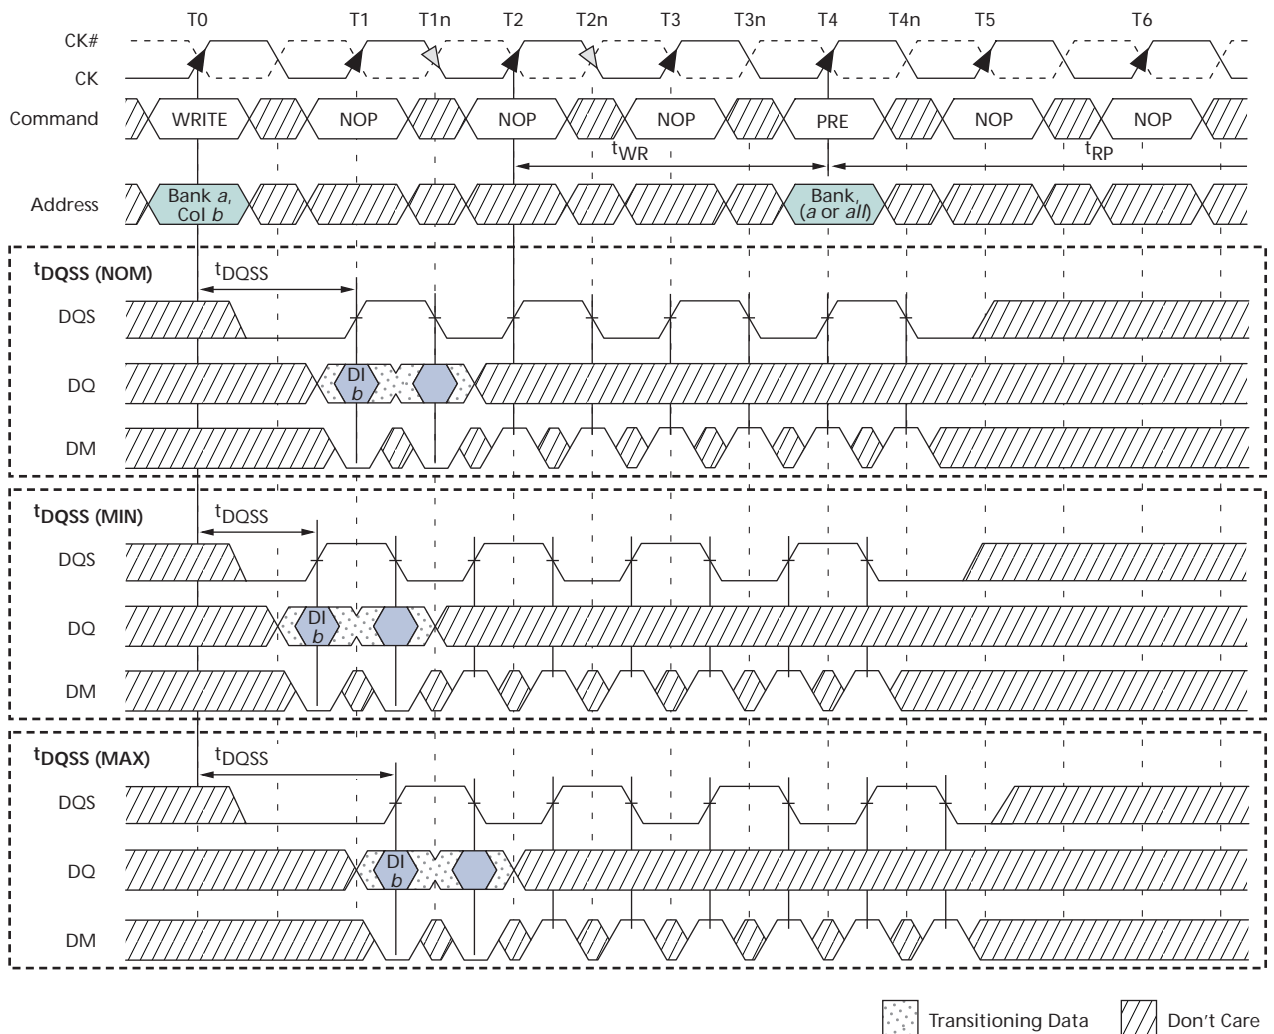 T0 T1 T1n T2 T2n T3 T3n T4 T4n T5 T6
CK#
CK
Command WRITE NOP NOP NOP PRE NOP NOP
tWR tRP
Address Bank a, Col b Bank, (a or all)
tDQSS (NOM) tDQSS
DQS
DQ DI b
DM
tDQSS (MIN) tDQSS
DQS
DQ DI b
DM
tDQSS (MAX) tDQSS
DQS
DQ DI b
DM
Transitioning Data Don't Care